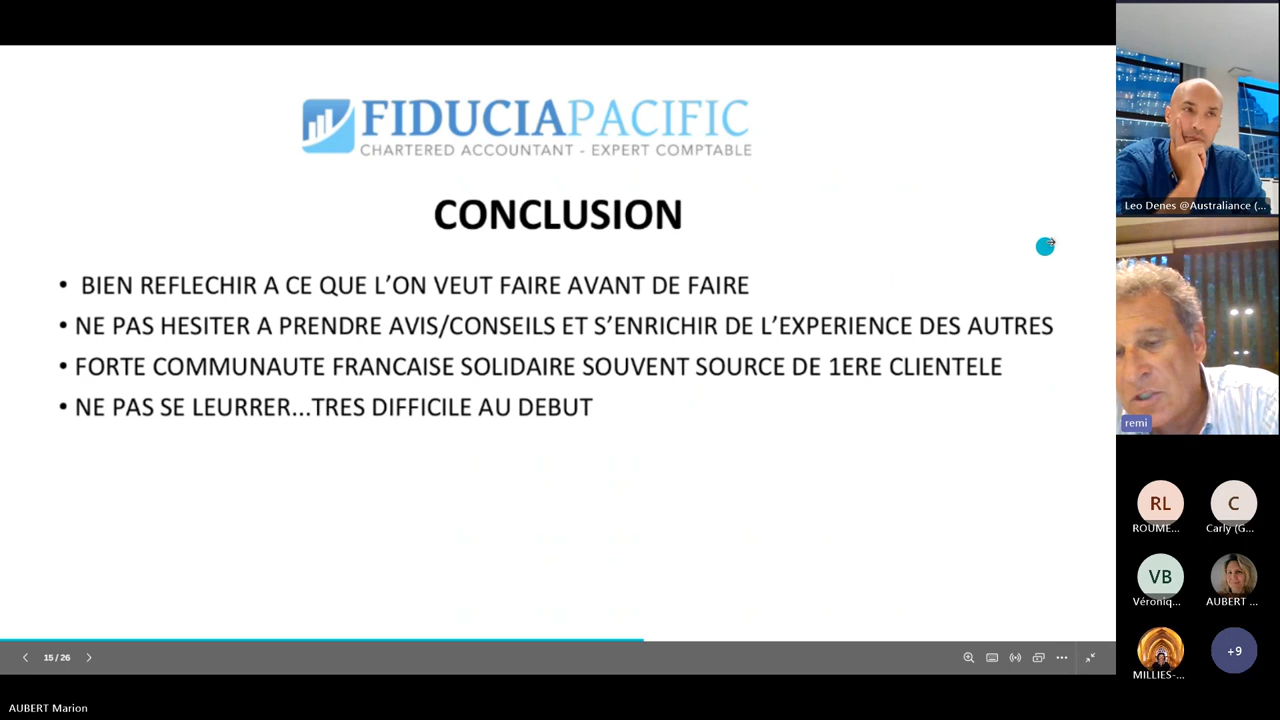 FIDUCIAPACIFIC
CHARTERED ACCOUNTANT - EXPERT COMPTABLE
CONCLUSION
• BIEN REFLECHIR A CE QUE L’ON VEUT FAIRE AVANT DE FAIRE
• NE PAS HESITER A PRENDRE AVIS/CONSEILS ET S’ENRICHIR DE L’EXPERIENCE DES AUTRES
• FORTE COMMUNAUTE FRANCAISE SOLIDAIRE SOUVENT SOURCE DE 1ERE CLIENTELE
• NE PAS SE LEURRER...TRES DIFFICILE AU DEBUT
15 / 26
AUBERT Marion
Leo Denes @Australiance (...
remi
RL
ROUME...
C
Carly (G...
VB
Véroniq...
AUBERT ...
MILLIES-...
+9